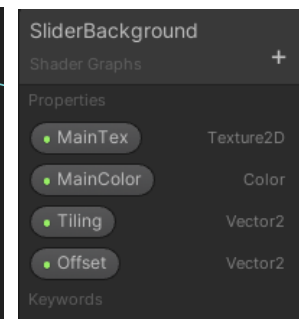 SliderBackground
Shader Graphs
+
Properties
MainTex Texture2D
MainColor Color
Tiling Vector2
Offset Vector2
Keywords